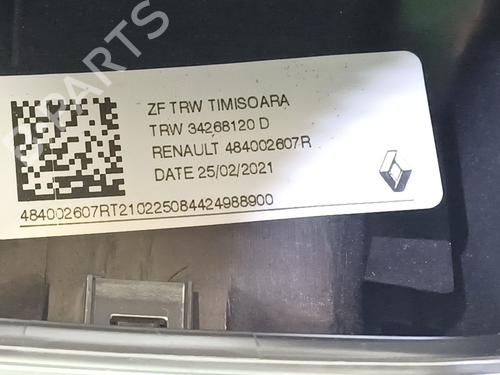 ZF TRW TIMISOARA
TRW 34268120 D
RENAULT 484002607R
DATE 25/02/2021
484002607RT210225084424988900
B-PARTS